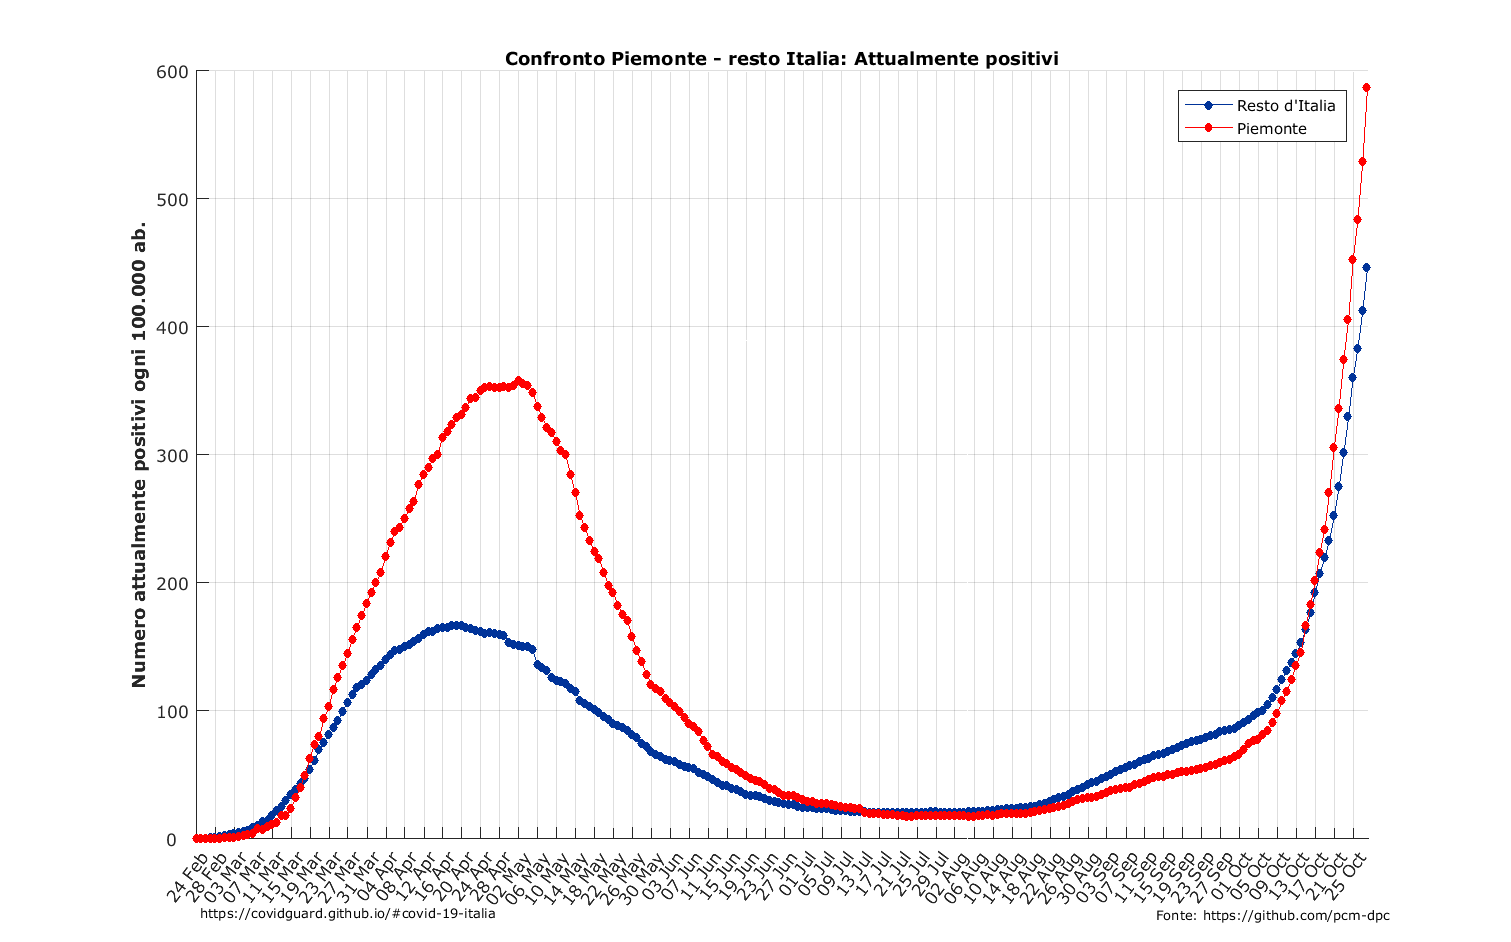 Confronto Piemonte - resto Italia: Attualmente positivi
600
500
400
300
200
100
0
Numero attualmente positivi ogni 100.000 ab.
Resto d'Italia
Piemonte
24 Feb
28 Feb
03 Mar
07 Mar
11 Mar
15 Mar
19 Mar
23 Mar
27 Mar
31 Mar
04 Apr
08 Apr
12 Apr
16 Apr
20 Apr
24 Apr
28 Apr
02 May
06 May
10 May
14 May
18 May
22 May
26 May
30 May
03 Jun
07 Jun
11 Jun
15 Jun
19 Jun
23 Jun
27 Jun
01 Jul
05 Jul
09 Jul
13 Jul
17 Jul
21 Jul
25 Jul
29 Jul
02 Aug
06 Aug
10 Aug
14 Aug
18 Aug
22 Aug
26 Aug
30 Aug
03 Sep
07 Sep
11 Sep
15 Sep
19 Sep
23 Sep
27 Sep
01 Oct
05 Oct
09 Oct
13 Oct
17 Oct
21 Oct
25 Oct
https://covidguard.github.io/#covid-19-italia
Fonte: https://github.com/pcm-dpc